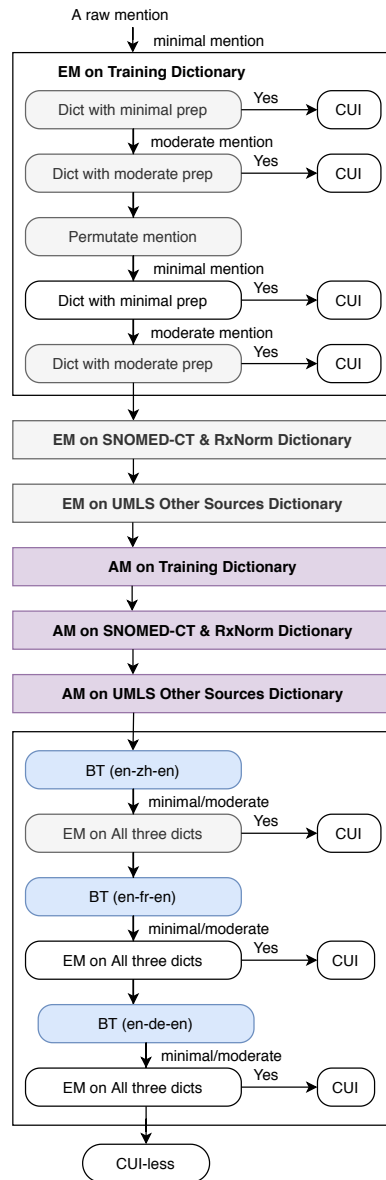 A raw mention
minimal mention
EM on Training Dictionary
Dict with minimal prep
Yes
CUI
moderate mention
Dict with moderate prep
Yes
CUI
Permutate mention
minimal mention
Dict with minimal prep
Yes
CUI
moderate mention
Dict with moderate prep
Yes
CUI
EM on SNOMED-CT & RxNorm Dictionary
EM on UMLS Other Sources Dictionary
AM on Training Dictionary
AM on SNOMED-CT & RxNorm Dictionary
AM on UMLS Other Sources Dictionary
BT (en-zh-en)
minimal/moderate
EM on All three dicts
Yes
CUI
BT (en-fr-en)
minimal/moderate
EM on All three dicts
Yes
CUI
BT (en-de-en)
minimal/moderate
EM on All three dicts
Yes
CUI
CUI-less